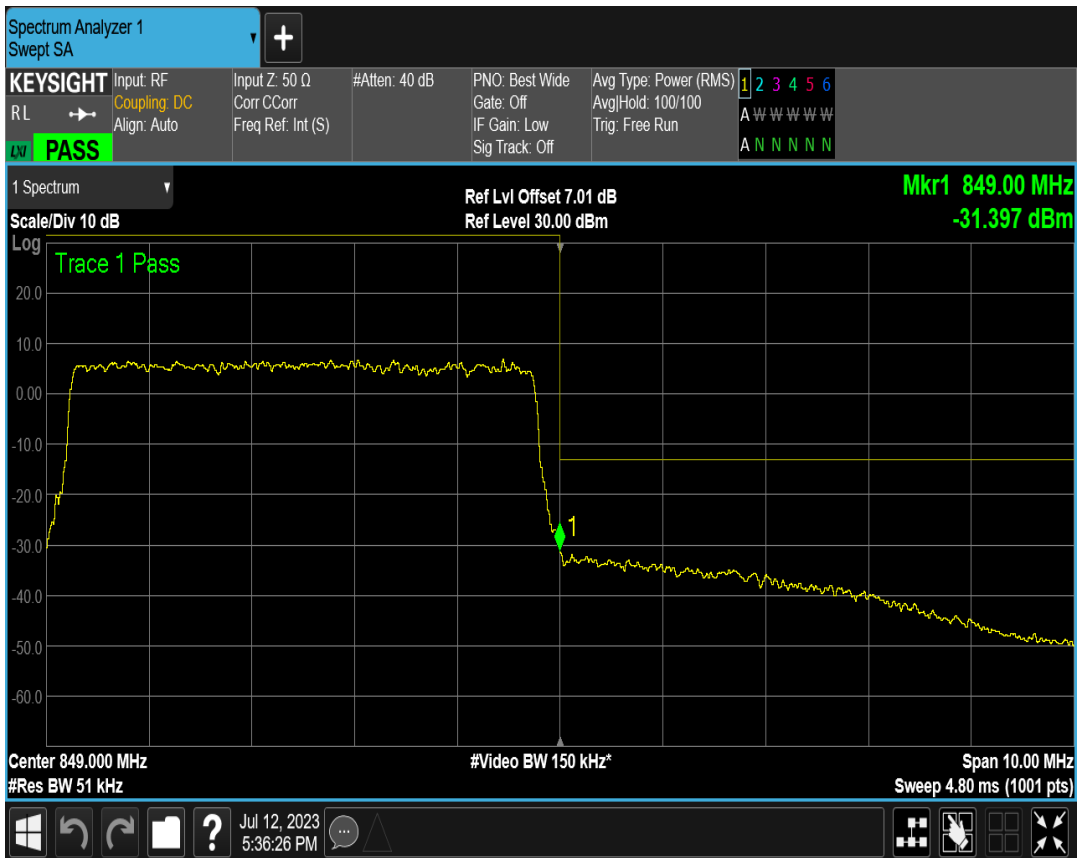 Spectrum Analyzer 1
Swept SA
+
KEYSIGHT
R L
LXI PASS
Input: RF
Coupling: DC
Align: Auto
Input Z: 50 Ω
Corr CCorr
Freq Ref: Int (S)
#Atten: 40 dB
PNO: Best Wide
Gate: Off
IF Gain: Low
Sig Track: Off
Avg Type: Power (RMS)
Avg|Hold: 100/100
Trig: Free Run
1 2 3 4 5 6
A W W W W W
A N N N N N
1 Spectrum
Scale/Div 10 dB
Ref Lvl Offset 7.01 dB
Ref Level 30.00 dBm
Mkr1 849.00 MHz
-31.397 dBm
Log
Trace 1 Pass
20.0
10.0
0.00
-10.0
-20.0
1
-30.0
-40.0
-50.0
-60.0
Center 849.000 MHz
#Video BW 150 kHz*
Span 10.00 MHz
#Res BW 51 kHz
Sweep 4.80 ms (1001 pts)
?
Jul 12, 2023
5:36:26 PM